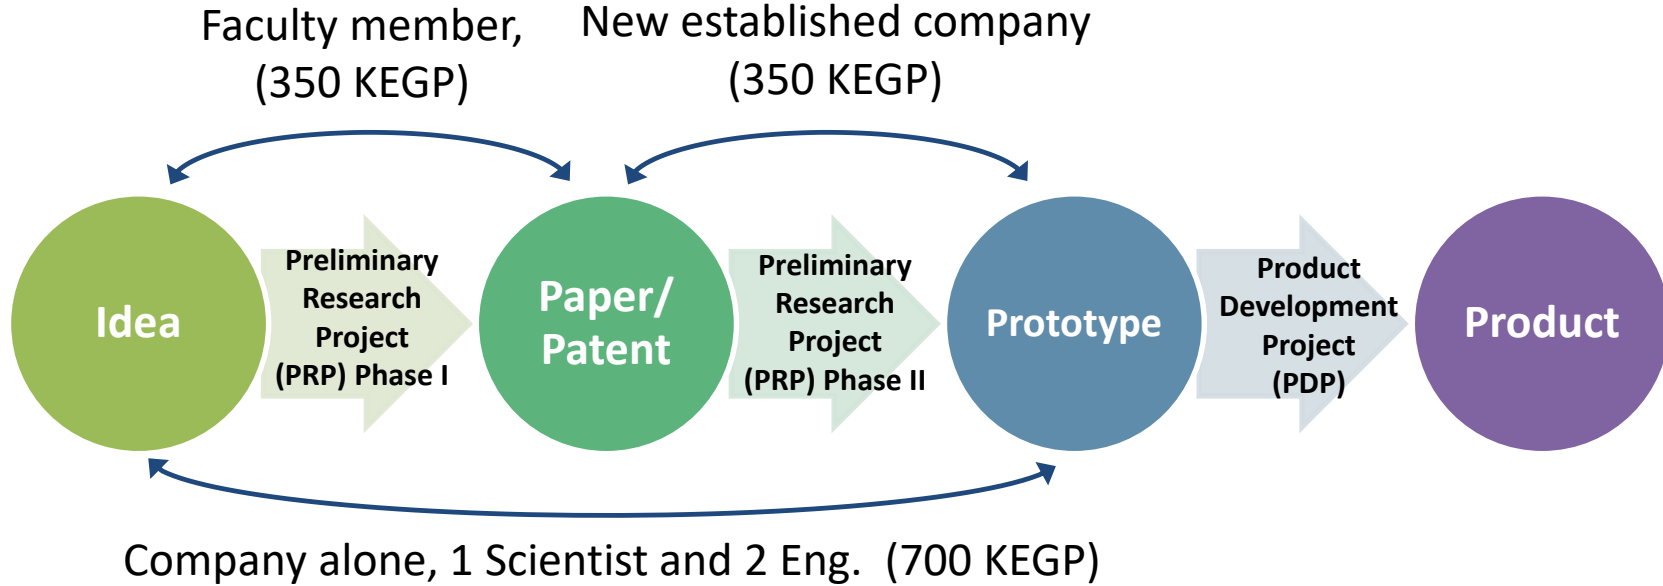 Faculty member,
(350 KEGP)
New established company
(350 KEGP)
Idea
Preliminary
Research
Project
(PRP) Phase I
Paper/
Patent
Preliminary
Research
Project
(PRP) Phase II
Prototype
Product
Development
Project
(PDP)
Product
Company alone, 1 Scientist and 2 Eng. (700 KEGP)